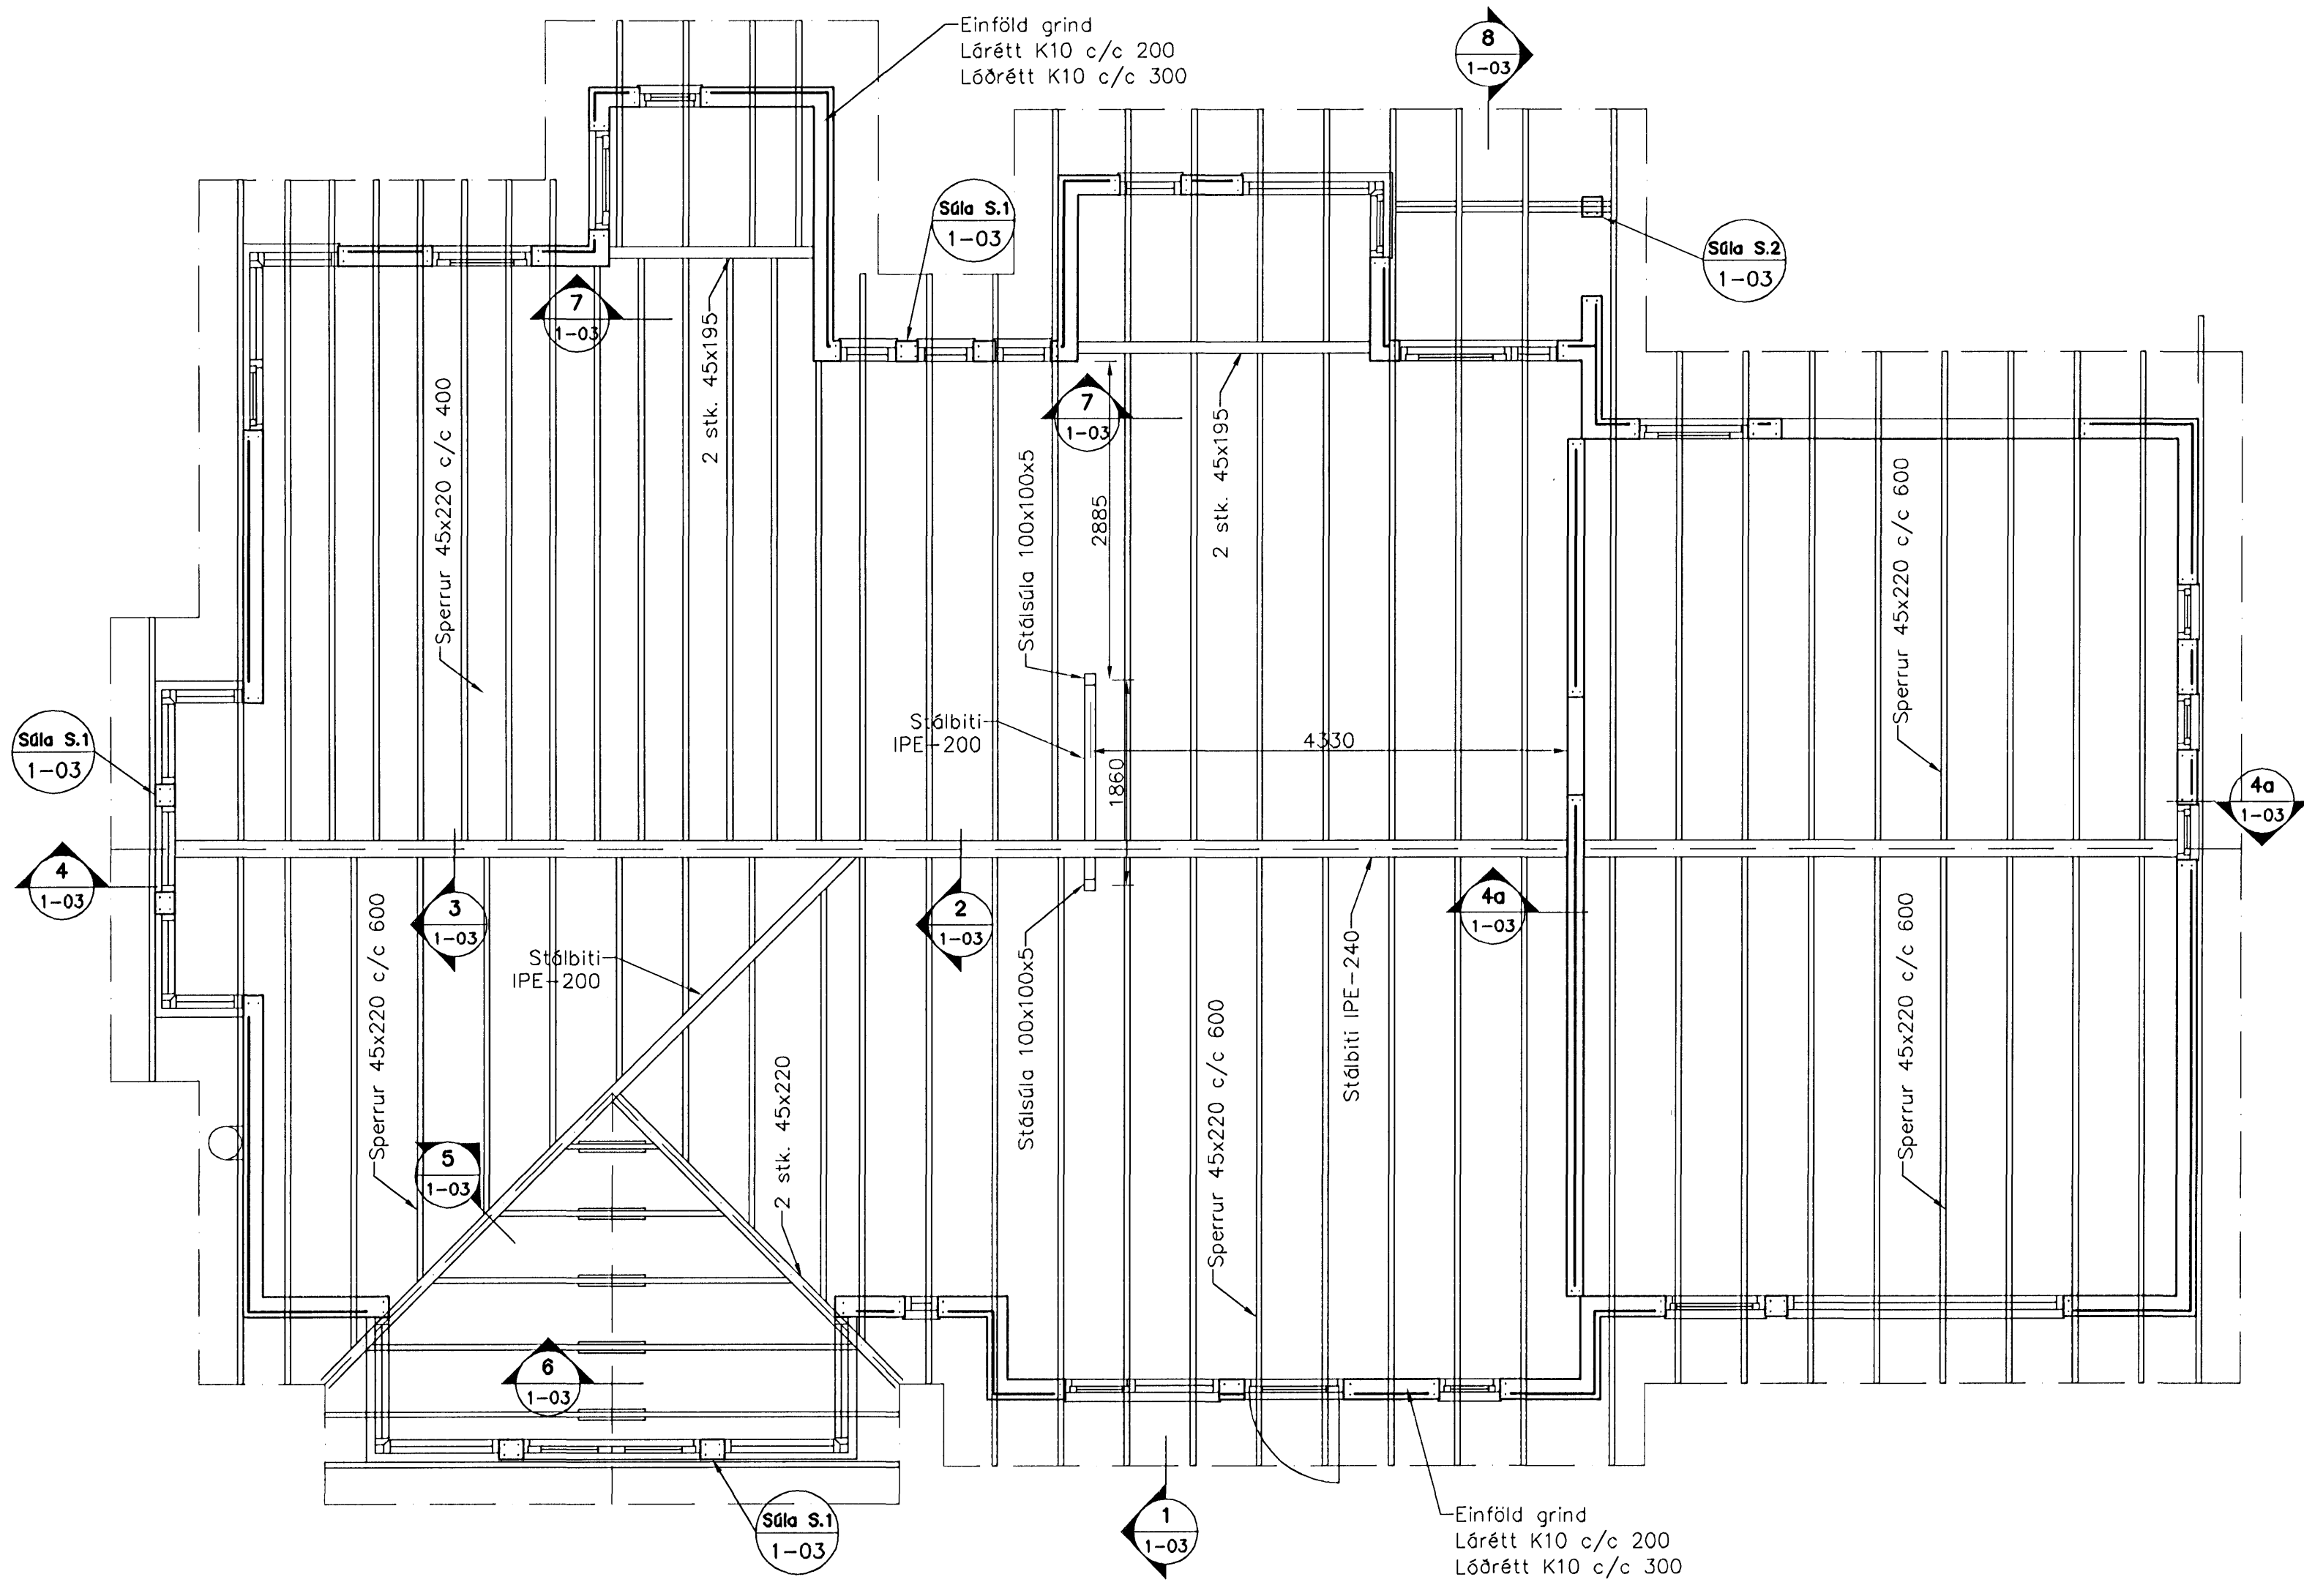 Einföld grind
Lárétt K10 c/c 200
Lóðrétt K10 c/c 300
8
1-03
Súla S.1
1-03
Súla S.2
1-03
7
1-03
2 stk. 45x195
Sperrur 45x220 c/c 400
7
1-03
2885
2 stk. 45x195
Stálsúla 100x100x5
Sperrur 45x220 c/c 600
Súla S.1
1-03
Stálbiti
IPE-200
4330
1860
4a
1-03
4
1-03
3
1-03
2
1-03
4a
1-03
Sperrur 45x220 c/c 600
Stálbiti
IPE-200
Stálsúla 100x100x5
Stálbiti IPE-240
Sperrur 45x220 c/c 600
Sperrur 45x220 c/c 600
2 stk. 45x220
5
1-03
6
1-03
Súla S.1
1-03
1
1-03
Einföld grind
Lárétt K10 c/c 200
Lóðrétt K10 c/c 300